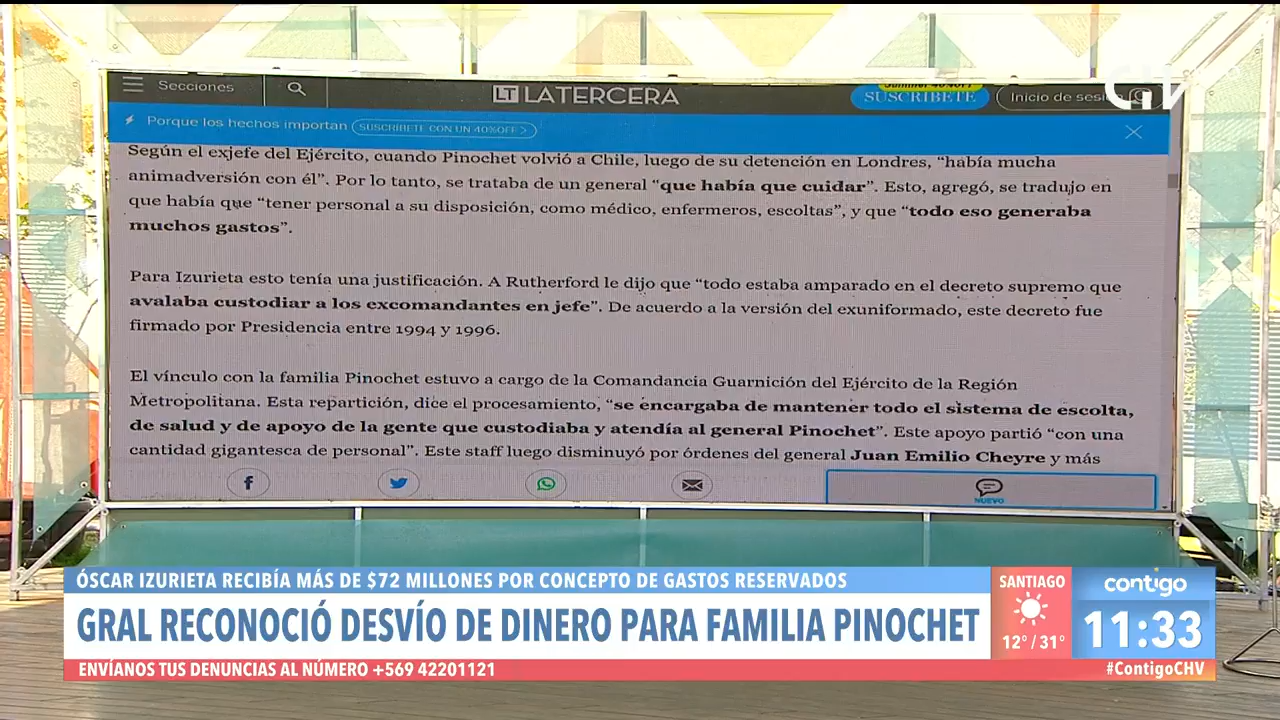 Secciones
LT LA TERCERA
SUSCRÍBETE
Inicio de sesi
CHV
Porque los hechos importan
SUSCRÍBETE CON UN 40%OFF >
Según el exjefe del Ejército, cuando Pinochet volvió a Chile, luego de su detención en Londres, “había mucha
animadversión con él”. Por lo tanto, se trataba de un general “que había que cuidar”. Esto, agregó, se tradujo en
que había que “tener personal a su disposición, como médico, enfermeros, escoltas”, y que “todo eso generaba
muchos gastos”.
Para Izurieta esto tenía una justificación. A Rutherford le dijo que “todo estaba amparado en el decreto supremo que
avalaba custodiar a los excomandantes en jefe”. De acuerdo a la versión del exuniformado, este decreto fue
firmado por Presidencia entre 1994 y 1996.
El vínculo con la familia Pinochet estuvo a cargo de la Comandancia Guarnición del Ejército de la Región
Metropolitana. Esta repartición, dice el procesamiento, “se encargaba de mantener todo el sistema de escolta,
de salud y de apoyo de la gente que custodiaba y atendía al general Pinochet”. Este apoyo partió “con una
cantidad gigantesca de personal”. Este staff luego disminuyó por órdenes del general Juan Emilio Cheyre y más
NUEVO
ÓSCAR IZURIETA RECIBÍA MÁS DE $72 MILLONES POR CONCEPTO DE GASTOS RESERVADOS
GRAL RECONOCIÓ DESVÍO DE DINERO PARA FAMILIA PINOCHET
ENVÍANOS TUS DENUNCIAS AL NÚMERO +569 42201121
SANTIAGO
12° / 31°
contigo
11:33
#ContigoCHV